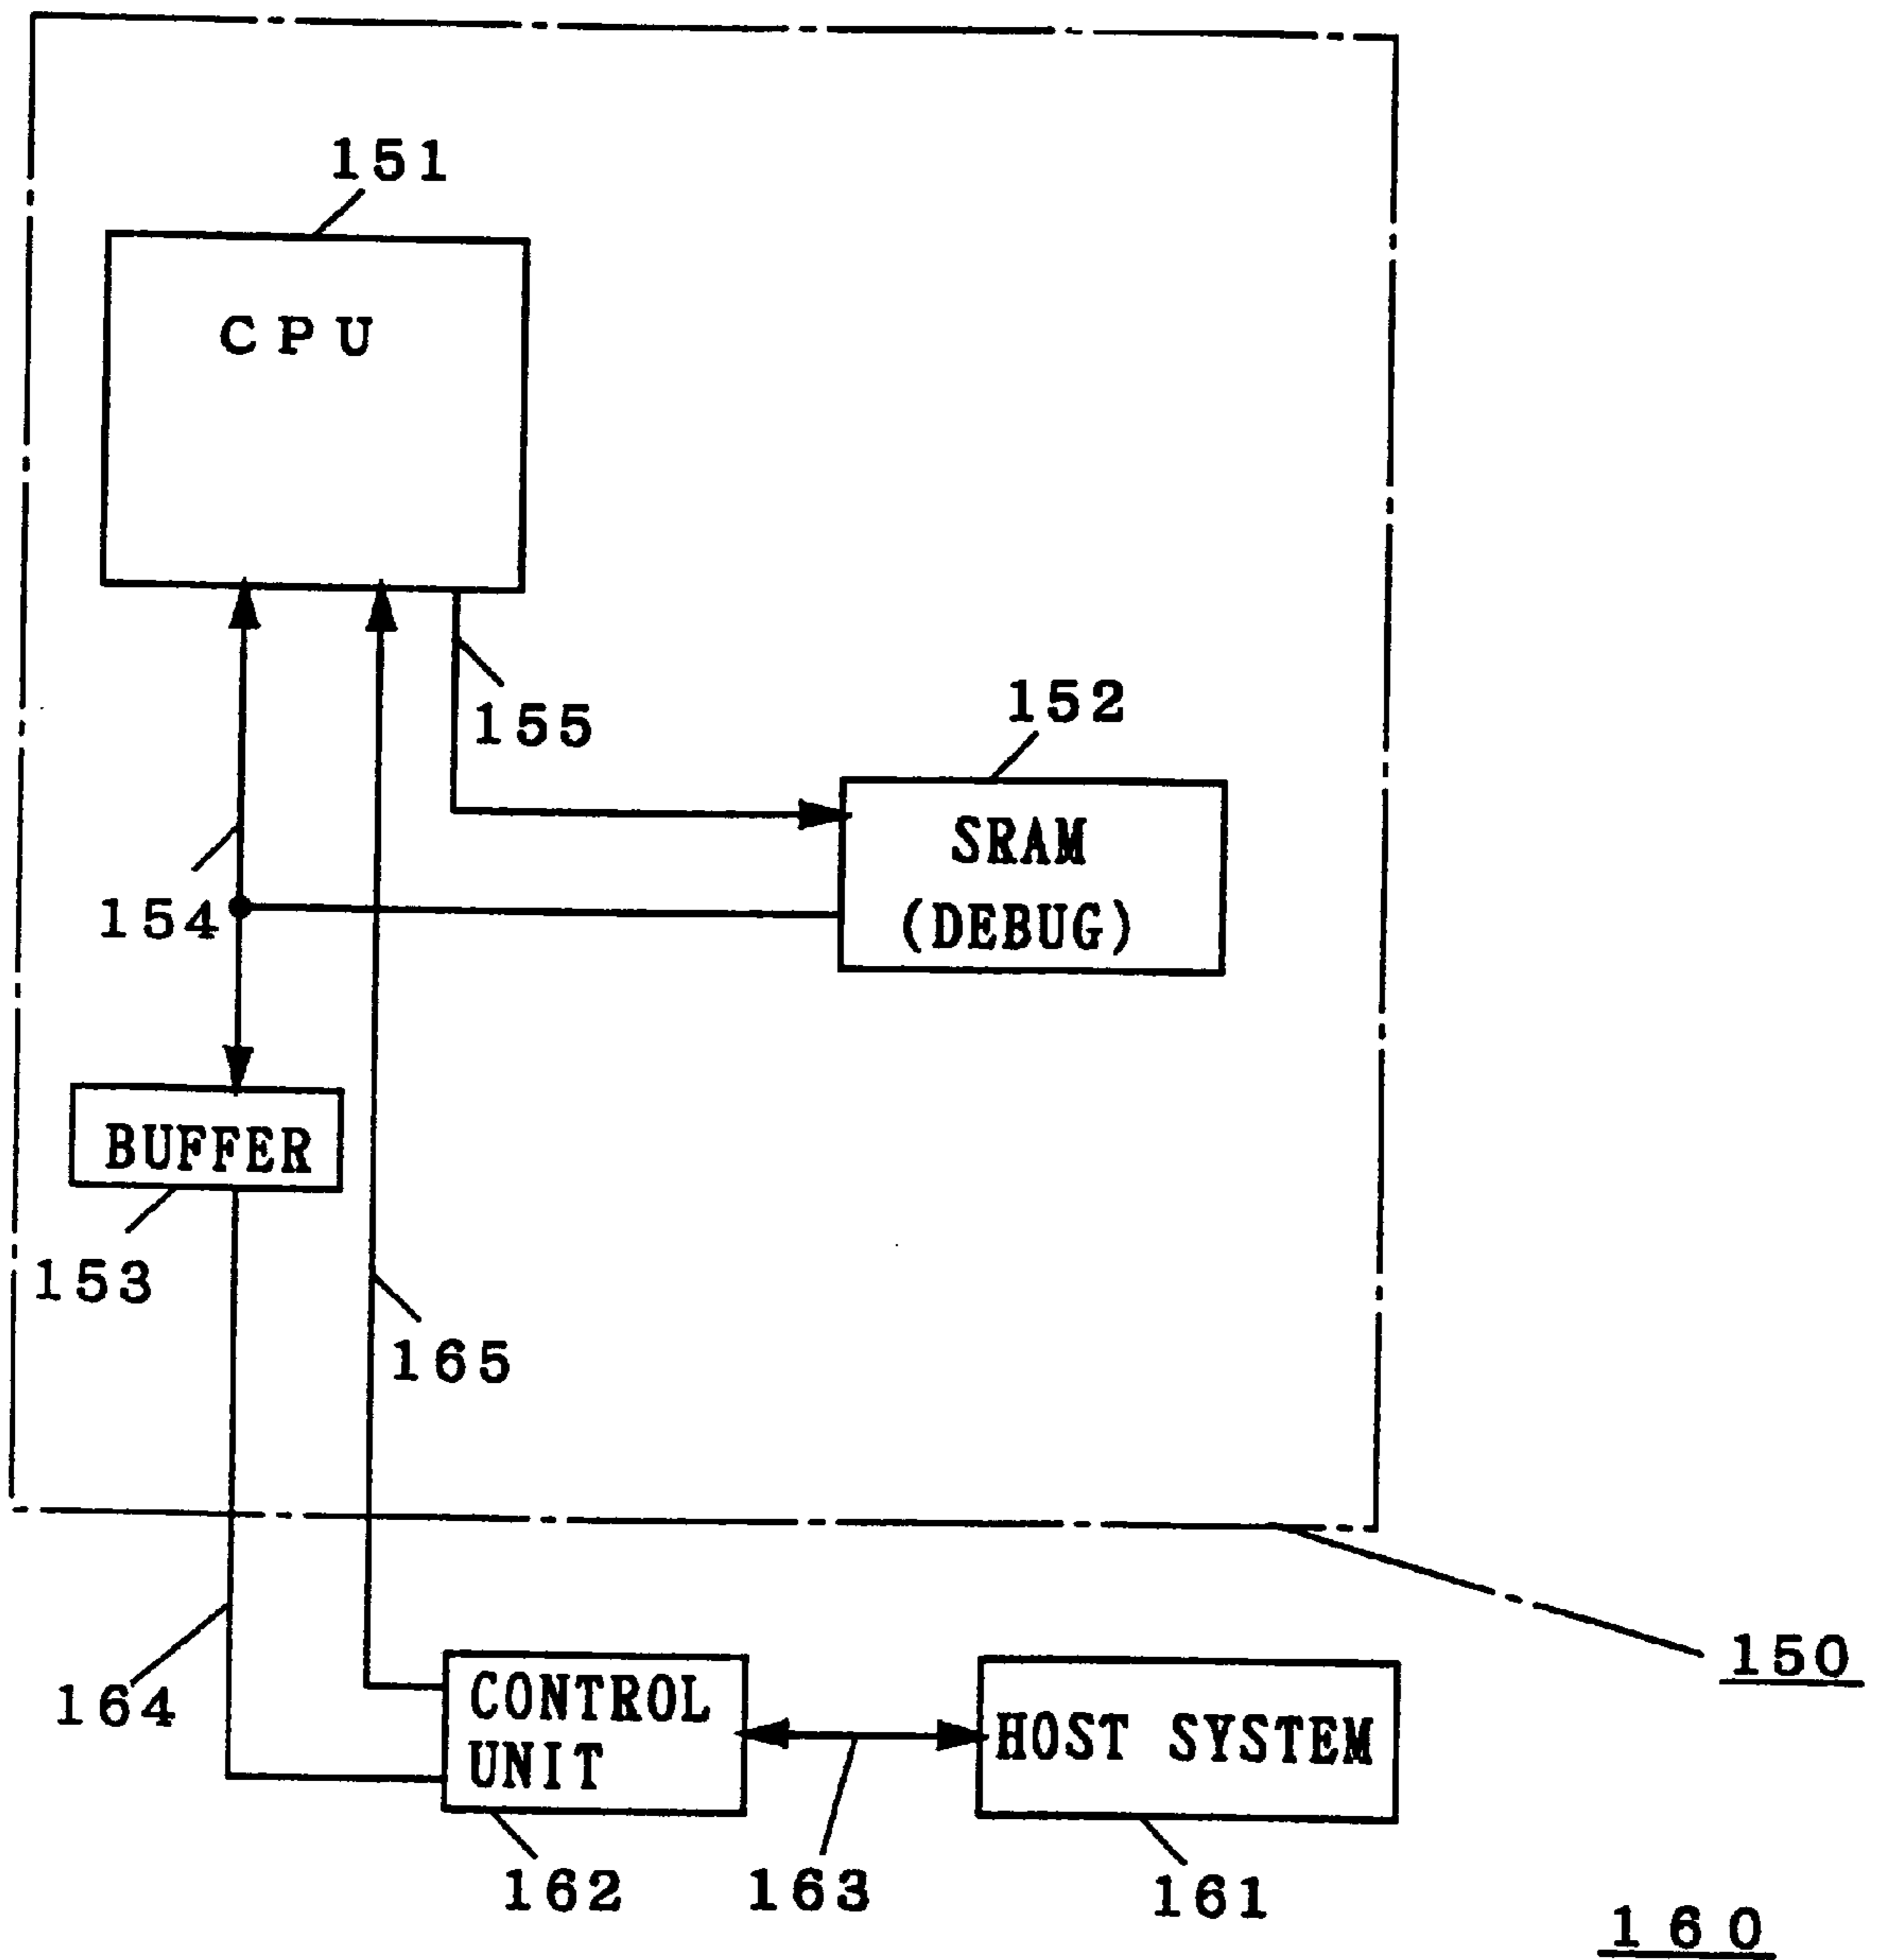 151
CPU
155
152
SRAM
(DEBUG)
154
BUFFER
153
165
150
164
CONTROL
UNIT
HOST SYSTEM
162
163
161
160